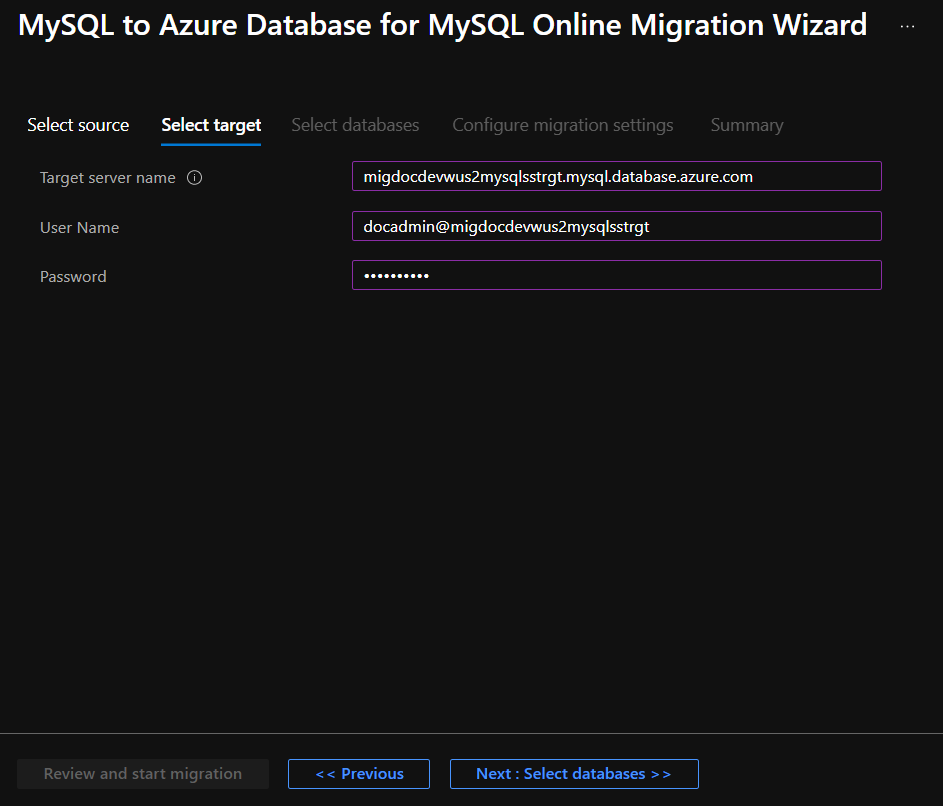 MySQL to Azure Database for MySQL Online Migration Wizard ...
Select source Select target Select databases Configure migration settings Summary
Target server name migdocdevwus2mysqlsstrgt.mysql.database.azure.com
User Name docadmin@migdocdevwus2mysqlsstrgt
Password ••••••••••
Review and start migration << Previous Next : Select databases >>